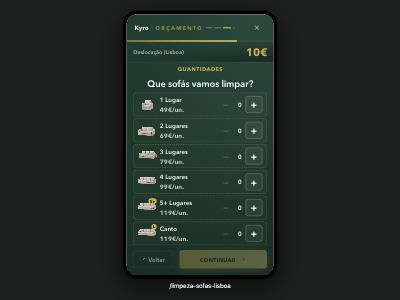 Kyro ORÇAMENTO
×
Deslocação (Lisboa)
10€
QUANTIDADES
Que sofás vamos limpar?
1 Lugar
49€/un.
− 0 +
2 Lugares
69€/un.
− 0 +
3 Lugares
79€/un.
− 0 +
4 Lugares
99€/un.
− 0 +
5+ Lugares
119€/un.
− 0 +
Canto
119€/un.
− 0 +
Voltar
CONTINUAR
/limpeza-sofas-lisboa